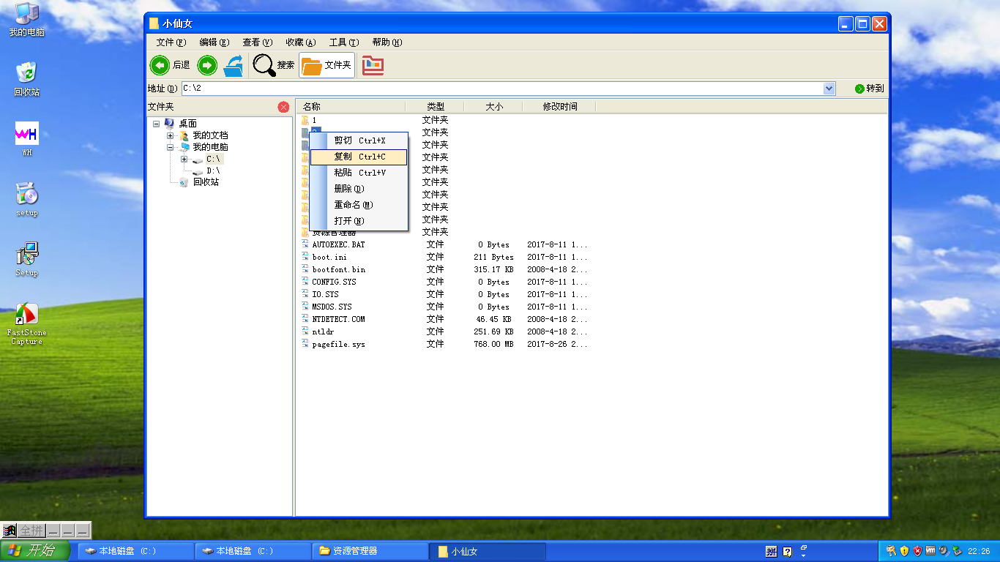 我的电脑
回收站
WH
WH
setup
Setup
FastStone
Capture
小仙女
文件(F) 编辑(E) 查看(V) 收藏(A) 工具(T) 帮助(H)
后退 搜索 文件夹
地址(D) C:\2 转到
文件夹
桌面
我的文档
我的电脑
C:\
D:\
回收站
名称 类型 大小 修改时间
1 文件夹
文件夹
文件夹
文件夹
文件夹
文件夹
文件夹
文件夹
文件夹
资源管理器 文件夹
剪切 Ctrl+X
复制 Ctrl+C
粘贴 Ctrl+V
删除(D)
重命名(M)
打开(N)
AUTOEXEC.BAT 文件 0 Bytes 2017-8-11 1...
boot.ini 文件 211 Bytes 2017-8-11 1...
bootfont.bin 文件 315.17 KB 2008-4-18 2...
CONFIG.SYS 文件 0 Bytes 2017-8-11 1...
IO.SYS 文件 0 Bytes 2017-8-11 1...
MSDOS.SYS 文件 0 Bytes 2017-8-11 1...
NTDETECT.COM 文件 46.45 KB 2008-4-18 2...
ntldr 文件 251.69 KB 2008-4-18 2...
pagefile.sys 文件 768.00 MB 2017-8-26 2...
全拼
开始 本地磁盘 (C:) 本地磁盘 (C:) 资源管理器 小仙女 拼 22:26